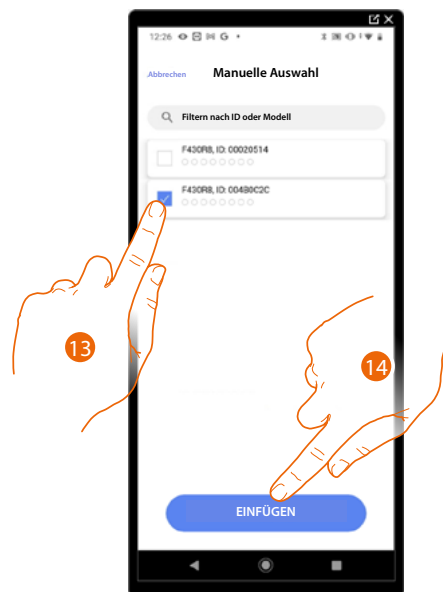 12:26 G
Abbrechen Manuelle Auswahl
Filtern nach ID oder Modell
F430R8, ID: 00020514
F430R8, ID: 004B0C2C
13
14
EINFÜGEN